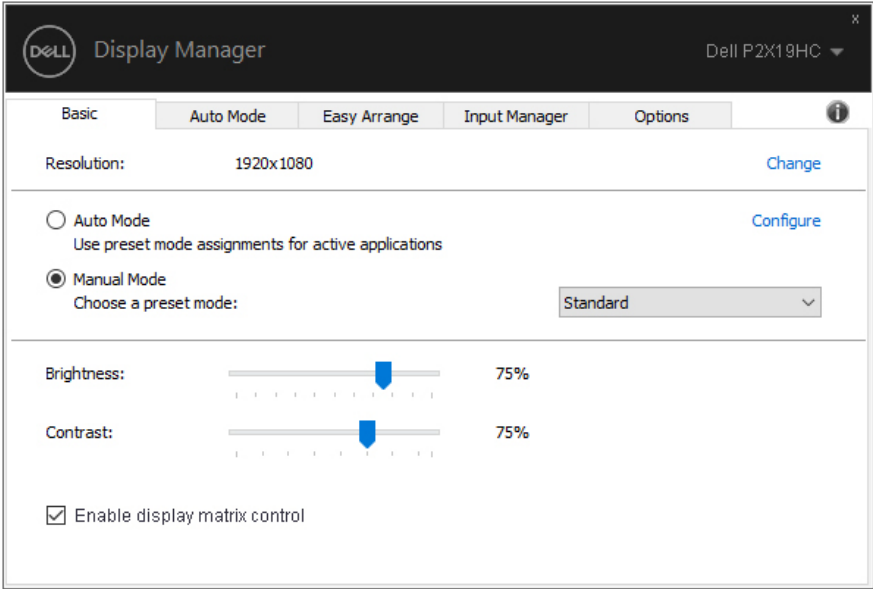 x
DELL Display Manager Dell P2X19HC
Basic Auto Mode Easy Arrange Input Manager Options i
Resolution: 1920x1080 Change
Auto Mode Configure
Use preset mode assignments for active applications
Manual Mode
Choose a preset mode: Standard
Brightness: 75%
Contrast: 75%
Enable display matrix control